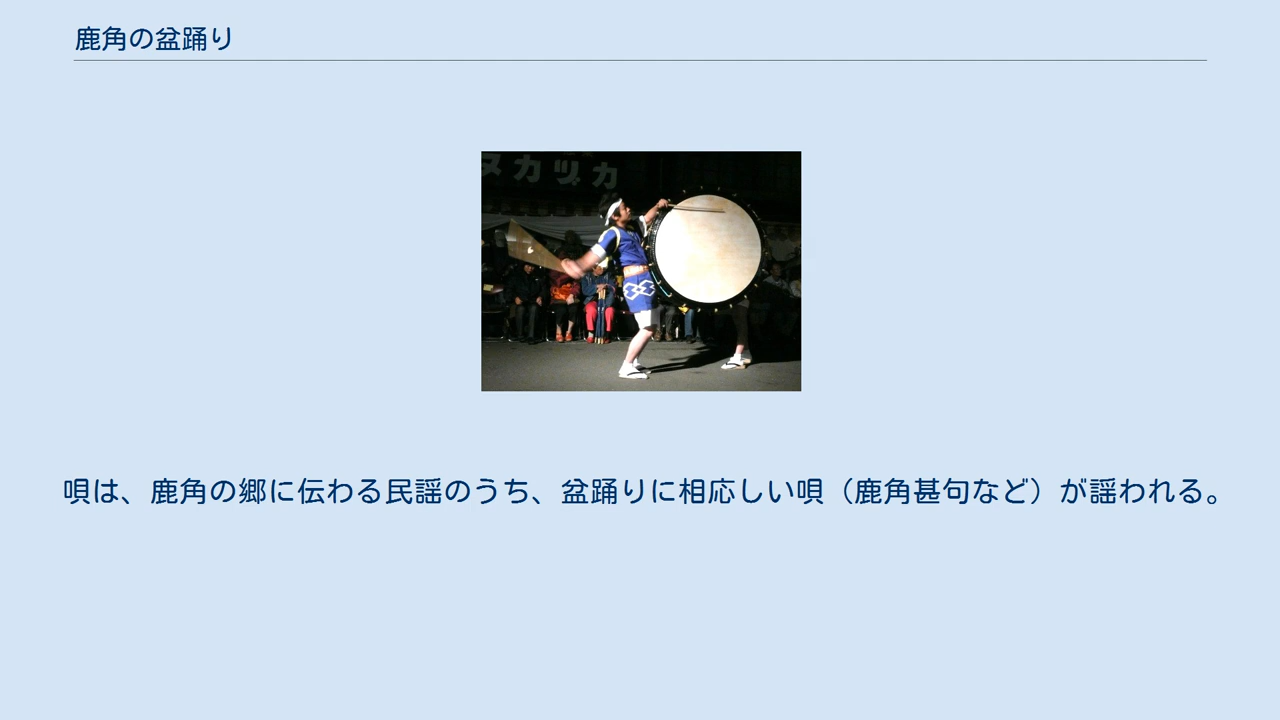 鹿角の盆踊り
ヌカヅカ
唄は、鹿角の郷に伝わる民謡のうち、盆踊りに相応しい唄（鹿角甚句など）が謡われる。